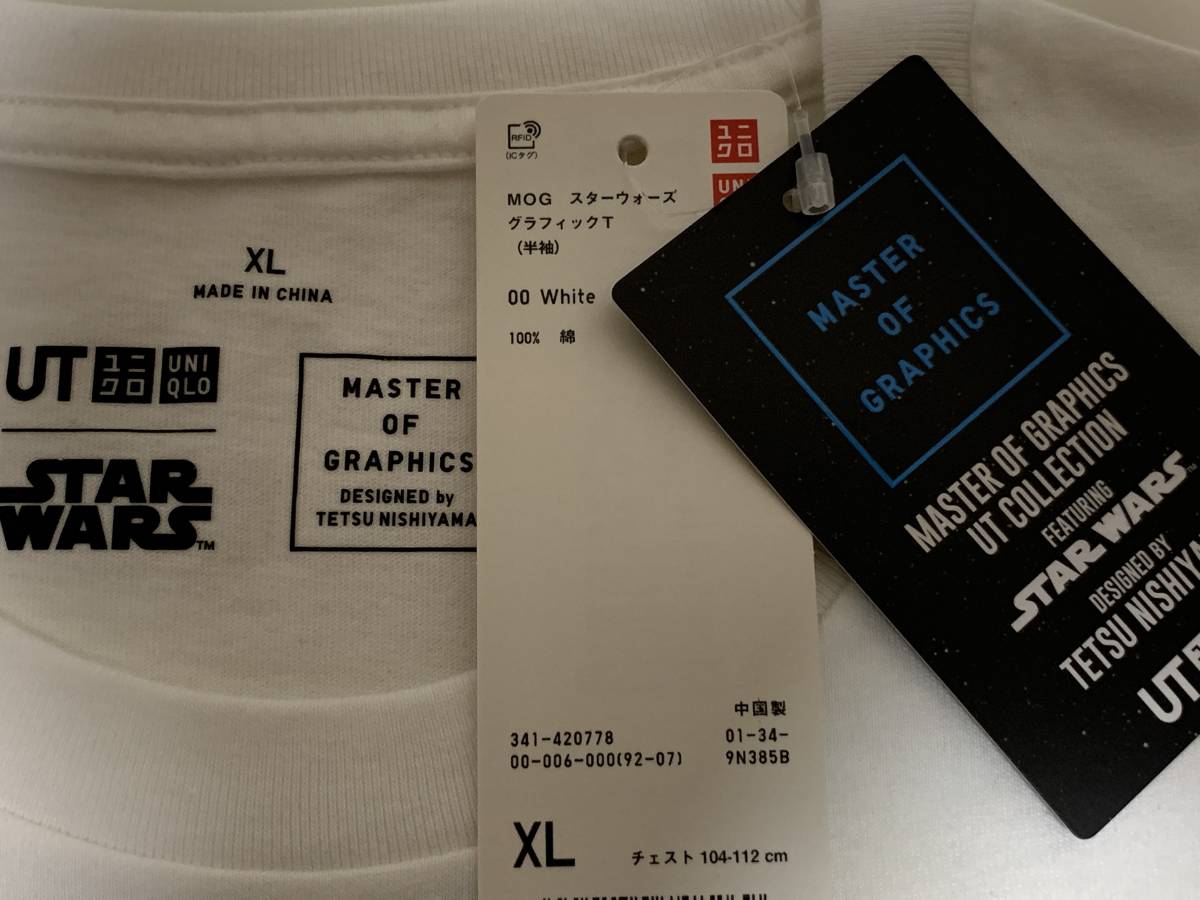 XL
MADE IN CHINA
UT ユニクロ UNIQLO
STAR WARS™
MASTER
OF
GRAPHICS
DESIGNED by
TETSU NISHIYAMA
RFID
(ICタグ)
ユニ
クロ
UNI
MOG スターウォーズ
グラフィックT
(半袖)
00 White
100% 綿
中国製
341-420778 01-34-
00-006-000(92-07) 9N385B
XL チェスト 104-112 cm
MASTER
OF
GRAPHICS
MASTER OF GRAPHICS
UT COLLECTION
FEATURING
STAR WARS™
DESIGNED BY
TETSU NISHIYA
UT